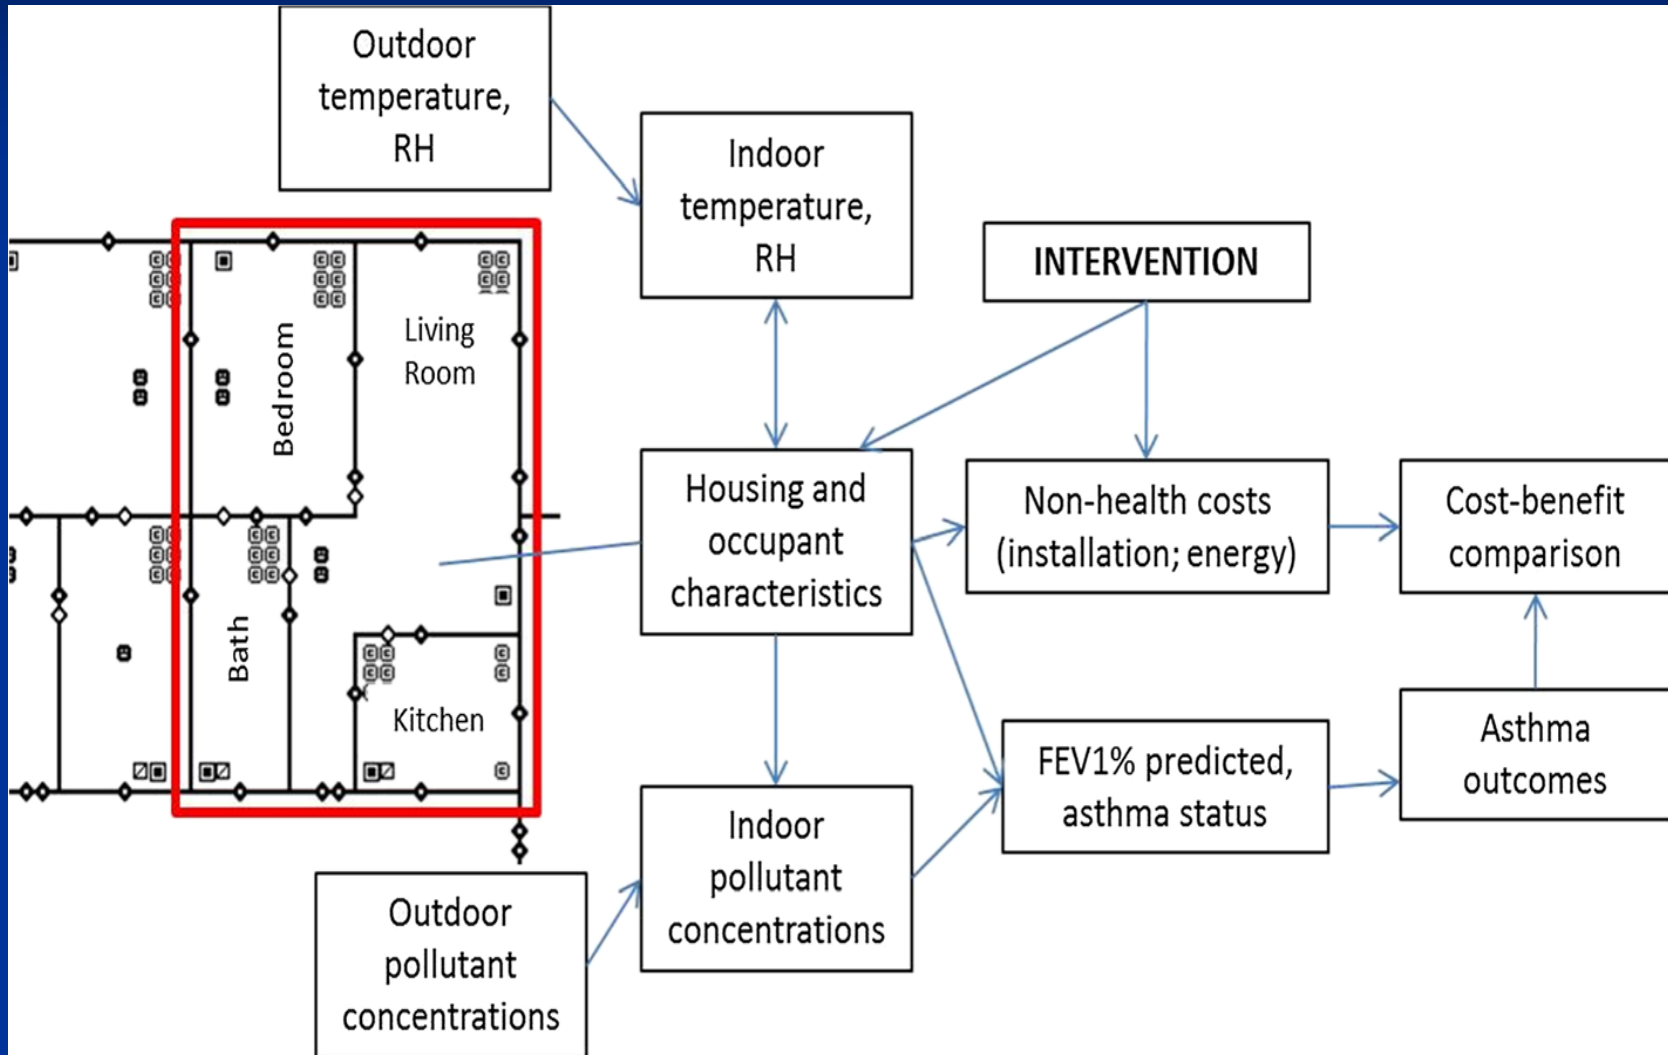 Outdoor
temperature,
RH
Indoor
temperature,
RH
INTERVENTION
Living
Room
Bedroom
Housing and
occupant
characteristics
Non-health costs
(installation; energy)
Cost-benefit
comparison
Bath
Kitchen
FEV1% predicted,
asthma status
Asthma
outcomes
Indoor
pollutant
concentrations
Outdoor
pollutant
concentrations